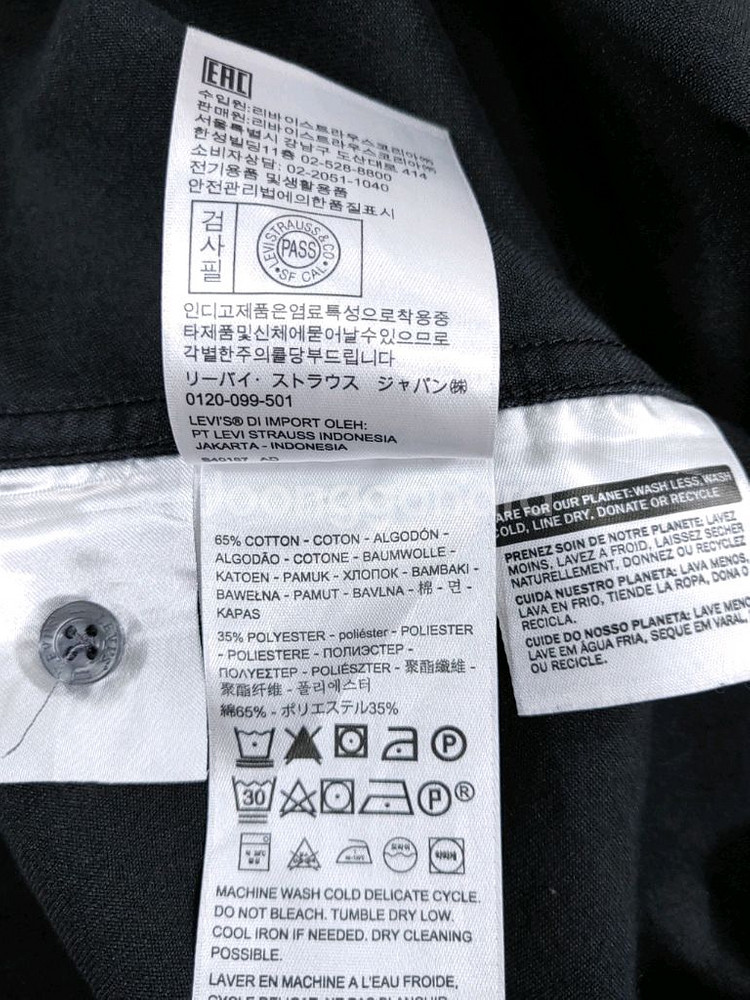 EAC
수입원:리바이스트라우스코리아㈜
판매원:리바이스트라우스코리아㈜
서울특별시 강남구 도산대로 414
한성빌딩11층 02-528-8800
소비자상담: 02-2051-1040
전기용품 및생활용품
안전관리법에의한품질표시
검사필
LEVI STRAUSS & CO
PASS
SF CAL
인디고제품은염료특성으로착용중
타제품및신체에묻어날수있으므로
각별한주의를당부드립니다
リーバイ・ストラウス ジャパン㈱
0120-099-501
LEVI'S® DI IMPORT OLEH:
PT LEVI STRAUSS INDONESIA
JAKARTA - INDONESIA
65% COTTON - COTON - ALGODÓN -
ALGODÃO - COTONE - BAUMWOLLE -
KATOEN - PAMUK - ХЛОПОК - ΒΑΜΒΑΚΙ -
BAWEŁNA - PAMUT - BAVLNA - 棉 - 면 -
KAPAS
35% POLYESTER - poliéster - POLIESTER
- POLIESTERE - ПОЛИЭСТЕР -
ΠΟΛΥΕΣΤΕΡ - POLIÉSZTER - 聚酯纖維 -
聚酯纤维 - 폴리에스터
綿65% - ポリエステル35%
P
30 P ®
MACHINE WASH COLD DELICATE CYCLE.
DO NOT BLEACH. TUMBLE DRY LOW.
COOL IRON IF NEEDED. DRY CLEANING
POSSIBLE.
LAVER EN MACHINE A L'EAU FROIDE,
ARE FOR OUR PLANET: WASH LESS, WASH
COLD, LINE DRY, DONATE OR RECYCLE
PRENEZ SOIN DE NOTRE PLANETE: LAVEZ
MOINS, LAVEZ A FROID, LAISSEZ SÉCHER
NATURELLEMENT, DONNEZ OU RECYCLEZ
CUIDA NUESTRO PLANETA: LAVA MENOS,
LAVA EN FRIO, TIENDE LA ROPA, DONA O
RECICLA.
CUIDE DO NOSSO PLANETA: LAVE MENO
LAVE EM ÀGUA FRIA, SEQUE EM VARAL,
OU RECICLE.